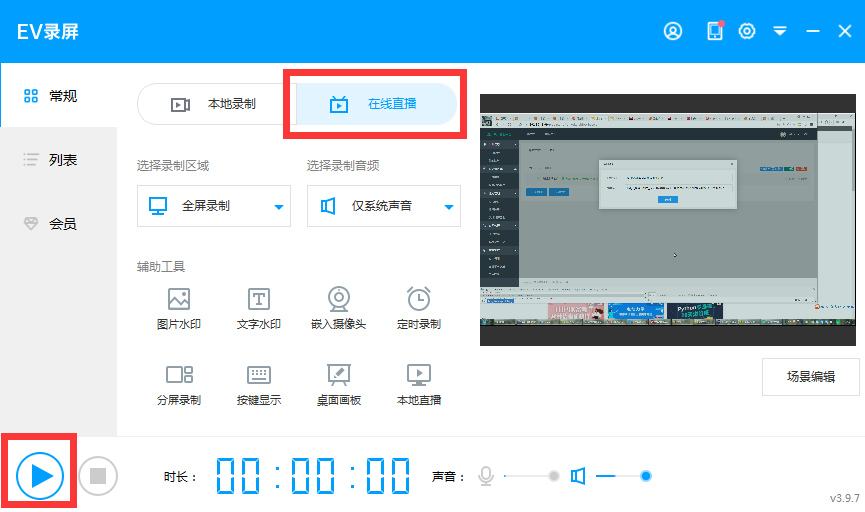 EV录屏
常规
列表
会员
本地录制
在线直播
选择录制区域
选择录制音频
全屏录制
仅系统声音
辅助工具
图片水印
文字水印
嵌入摄像头
定时录制
分屏录制
按键显示
桌面画板
本地直播
场景编辑
时长：
00:00:00
声音：
v3.9.7